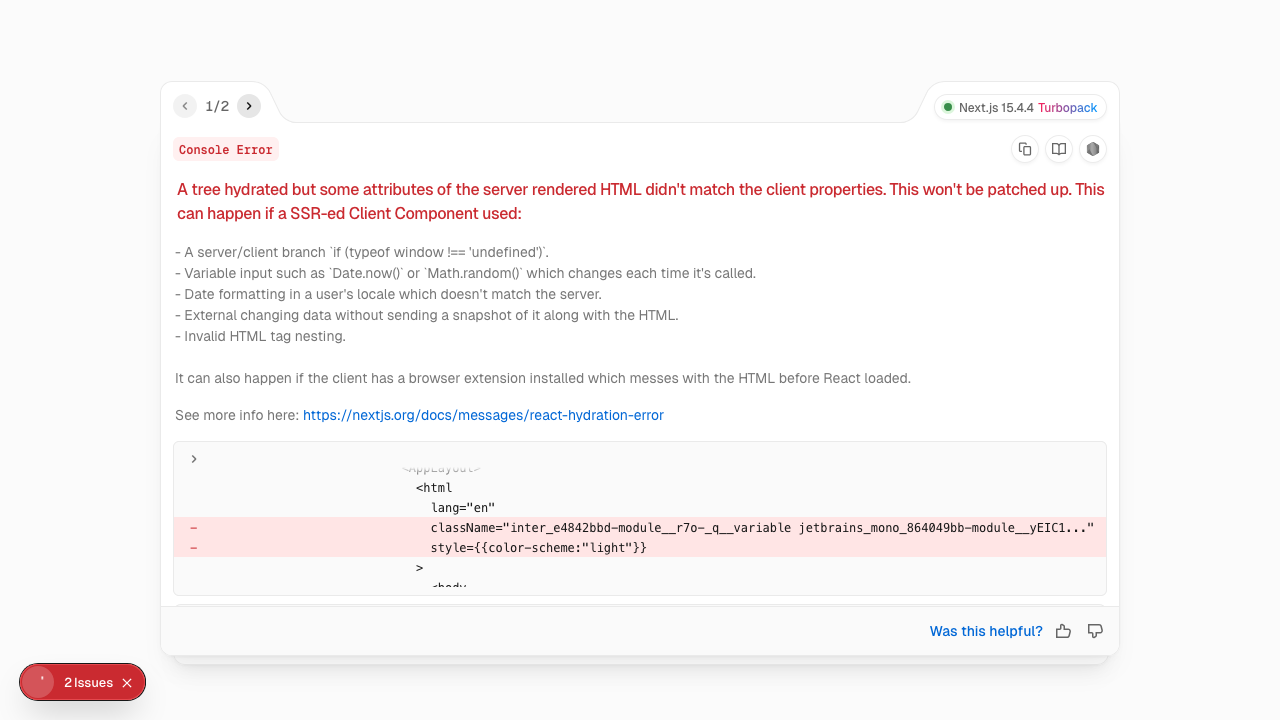 1/2
Next.js 15.4.4 Turbopack
Console Error
A tree hydrated but some attributes of the server rendered HTML didn't match the client properties. This won't be patched up. This
can happen if a SSR-ed Client Component used:
- A server/client branch `if (typeof window !== 'undefined')`.
- Variable input such as `Date.now()` or `Math.random()` which changes each time it's called.
- Date formatting in a user's locale which doesn't match the server.
- External changing data without sending a snapshot of it along with the HTML.
- Invalid HTML tag nesting.
It can also happen if the client has a browser extension installed which messes with the HTML before React loaded.
See more info here: https://nextjs.org/docs/messages/react-hydration-error
<AppLayout>
<html
lang="en"
- className="inter_e4842bbd-module__r7o-_q__variable jetbrains_mono_864049bb-module__yEIC1..."
- style={{color-scheme:"light"}}
>
<body
Was this helpful?
2 Issues